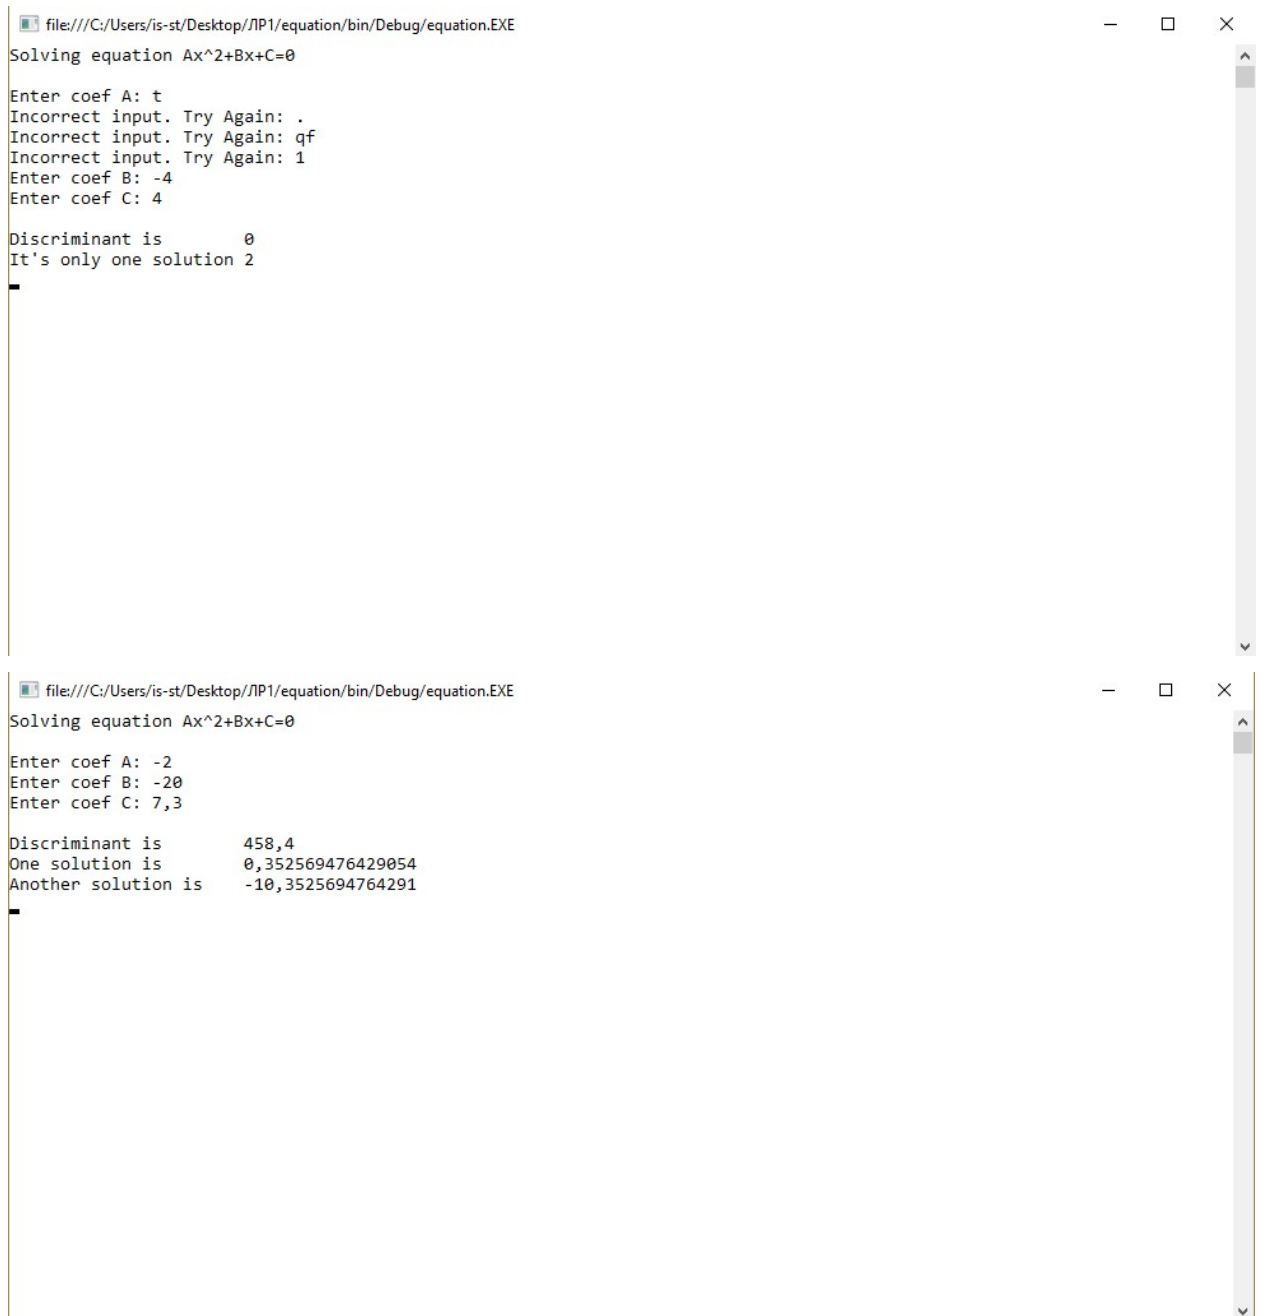 file:///C:/Users/is-st/Desktop/ЛР1/equation/bin/Debug/equation.EXE
Solving equation Ax^2+Bx+C=0
Enter coef A: t
Incorrect input. Try Again: .
Incorrect input. Try Again: qf
Incorrect input. Try Again: 1
Enter coef B: -4
Enter coef C: 4
Discriminant is 0
It's only one solution 2
file:///C:/Users/is-st/Desktop/ЛР1/equation/bin/Debug/equation.EXE
Solving equation Ax^2+Bx+C=0
Enter coef A: -2
Enter coef B: -20
Enter coef C: 7,3
Discriminant is 458,4
One solution is 0,352569476429054
Another solution is -10,3525694764291